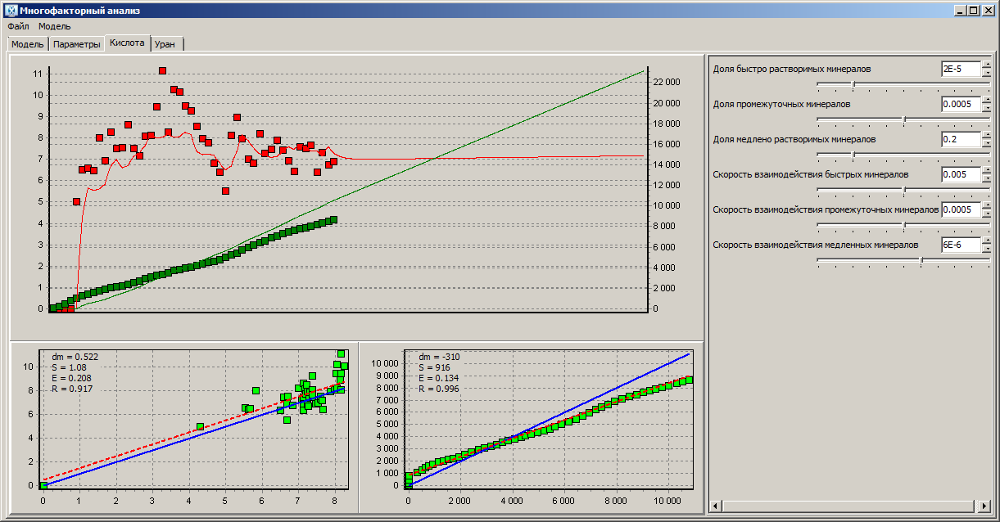 Многофакторный анализ
Файл Модель
Модель Параметры Кислота Уран
11
10
9
8
7
6
5
4
3
2
1
0
22 000
20 000
18 000
16 000
14 000
12 000
10 000
8 000
6 000
4 000
2 000
0
Доля быстро растворимых минералов 2E-5
Доля промежуточных минералов 0.0005
Доля медлено растворимых минералов 0.2
Скорость взаимодействия быстрых минералов 0.005
Скорость взаимодействия промежуточных минералов 0.0005
Скорость взаимодействия медленных минералов 6E-6
dm = 0.522
S = 1.08
E = 0.208
R = 0.917
10
8
6
4
2
0
0 1 2 3 4 5 6 7 8
dm = -310
S = 916
E = 0.134
R = 0.996
10 000
9 000
8 000
7 000
6 000
5 000
4 000
3 000
2 000
1 000
0
0 2 000 4 000 6 000 8 000 10 000